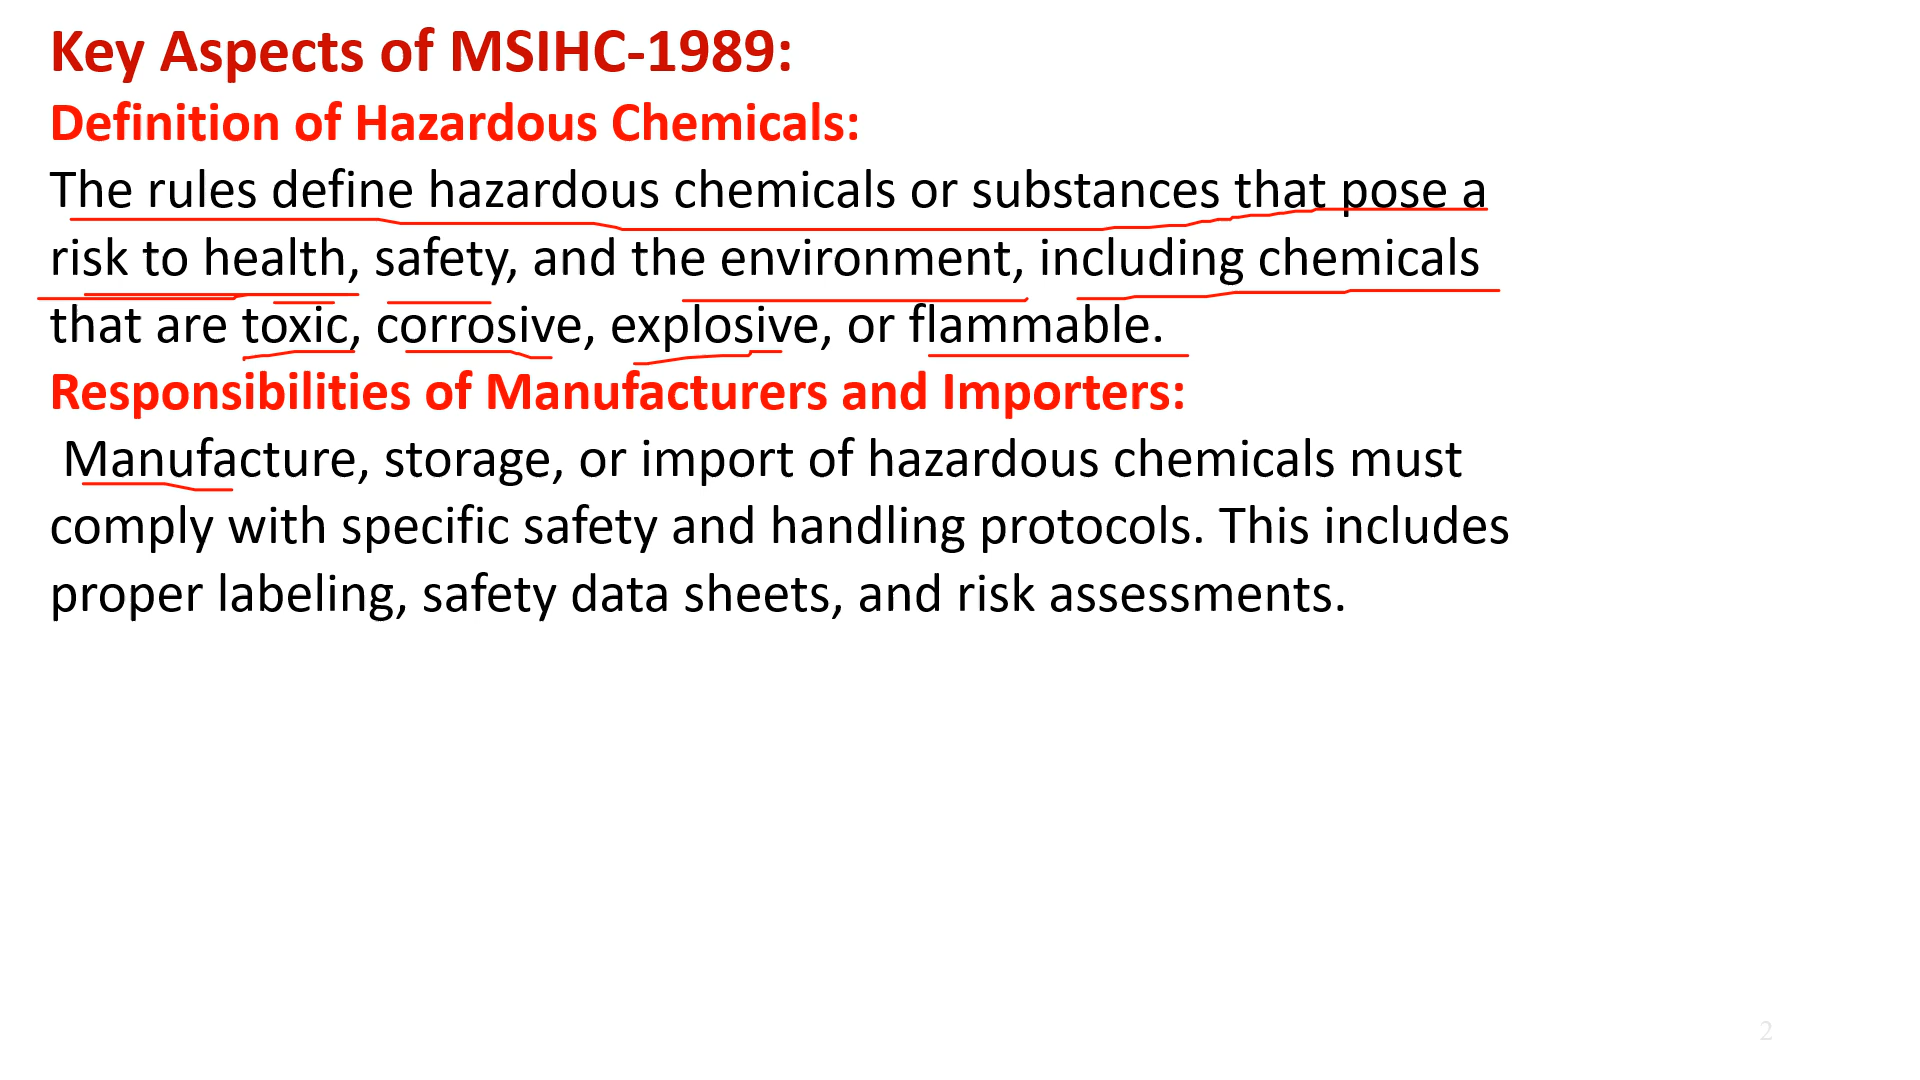 Key Aspects of MSIHC-1989:
Definition of Hazardous Chemicals:
The rules define hazardous chemicals or substances that pose a
risk to health, safety, and the environment, including chemicals
that are toxic, corrosive, explosive, or flammable.
Responsibilities of Manufacturers and Importers:
Manufacture, storage, or import of hazardous chemicals must
comply with specific safety and handling protocols. This includes
proper labeling, safety data sheets, and risk assessments.
2